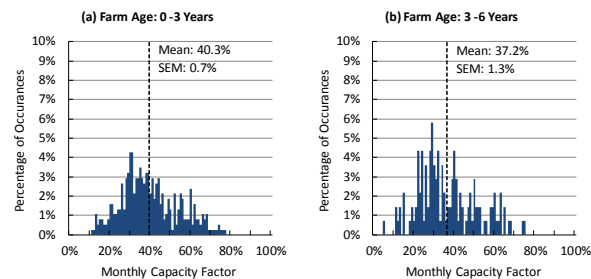 (a) Farm Age: 0 -3 Years
10%
9%
8%
7%
6%
5%
4%
3%
2%
1%
0%
Percentage of Occurances
Mean: 40.3%
SEM: 0.7%
0% 20% 40% 60% 80% 100%
Monthly Capacity Factor
(b) Farm Age: 3 -6 Years
10%
9%
8%
7%
6%
5%
4%
3%
2%
1%
0%
Percentage of Occurances
Mean: 37.2%
SEM: 1.3%
0% 20% 40% 60% 80% 100%
Monthly Capacity Factor